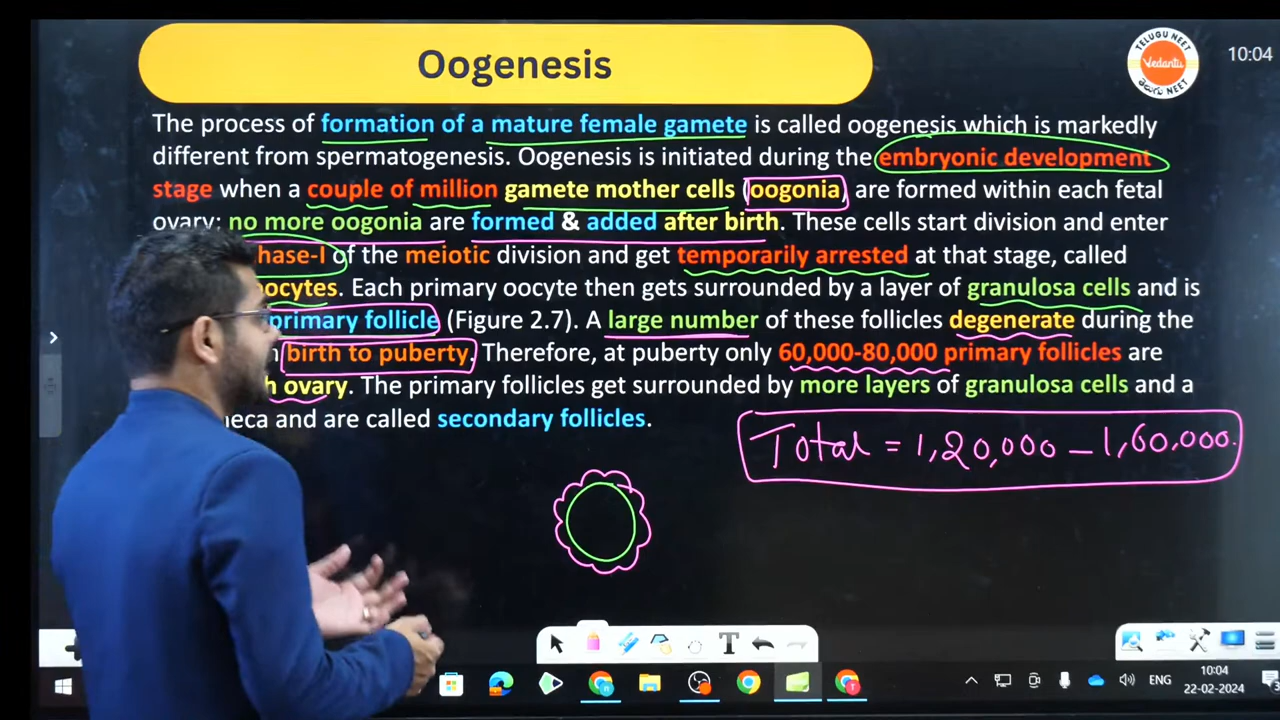 Oogenesis
TELUGU NEET
Vedantu
తెలుగు NEET
10:04
The process of formation of a mature female gamete is called oogenesis which is markedly
different from spermatogenesis. Oogenesis is initiated during the embryonic development
stage when a couple of million gamete mother cells (oogonia) are formed within each fetal
ovary; no more oogonia are formed & added after birth. These cells start division and enter
hase-I of the meiotic division and get temporarily arrested at that stage, called
ocytes. Each primary oocyte then gets surrounded by a layer of granulosa cells and is
primary follicle (Figure 2.7). A large number of these follicles degenerate during the
birth to puberty. Therefore, at puberty only 60,000-80,000 primary follicles are
ovary. The primary follicles get surrounded by more layers of granulosa cells and a
eca and are called secondary follicles.
Total = 1,20,000 – 1,60,000.
T
ENG
10:04
22-02-2024